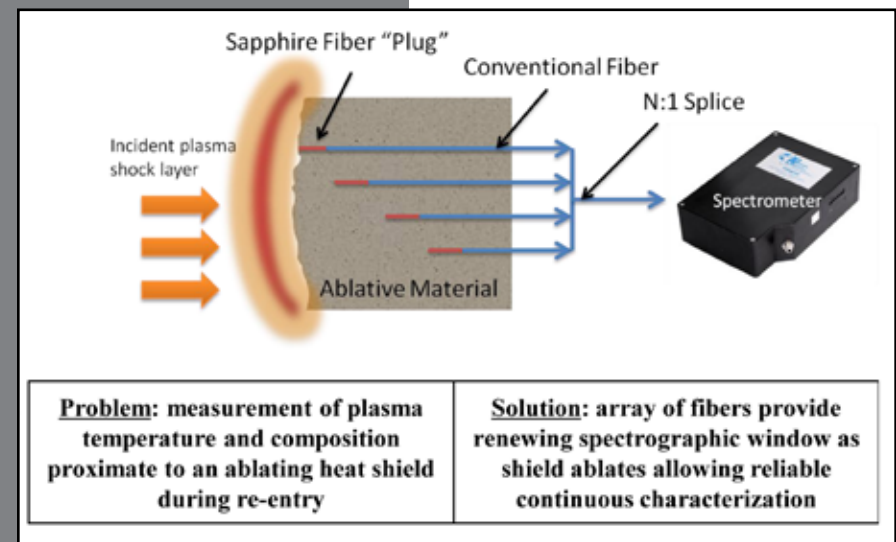 Sapphire Fiber “Plug”
Conventional Fiber
N:1 Splice
Incident plasma
shock layer
Spectrometer
Ablative Material
Problem: measurement of plasma
temperature and composition
proximate to an ablating heat shield
during re-entry
Solution: array of fibers provide
renewing spectrographic window as
shield ablates allowing reliable
continuous characterization